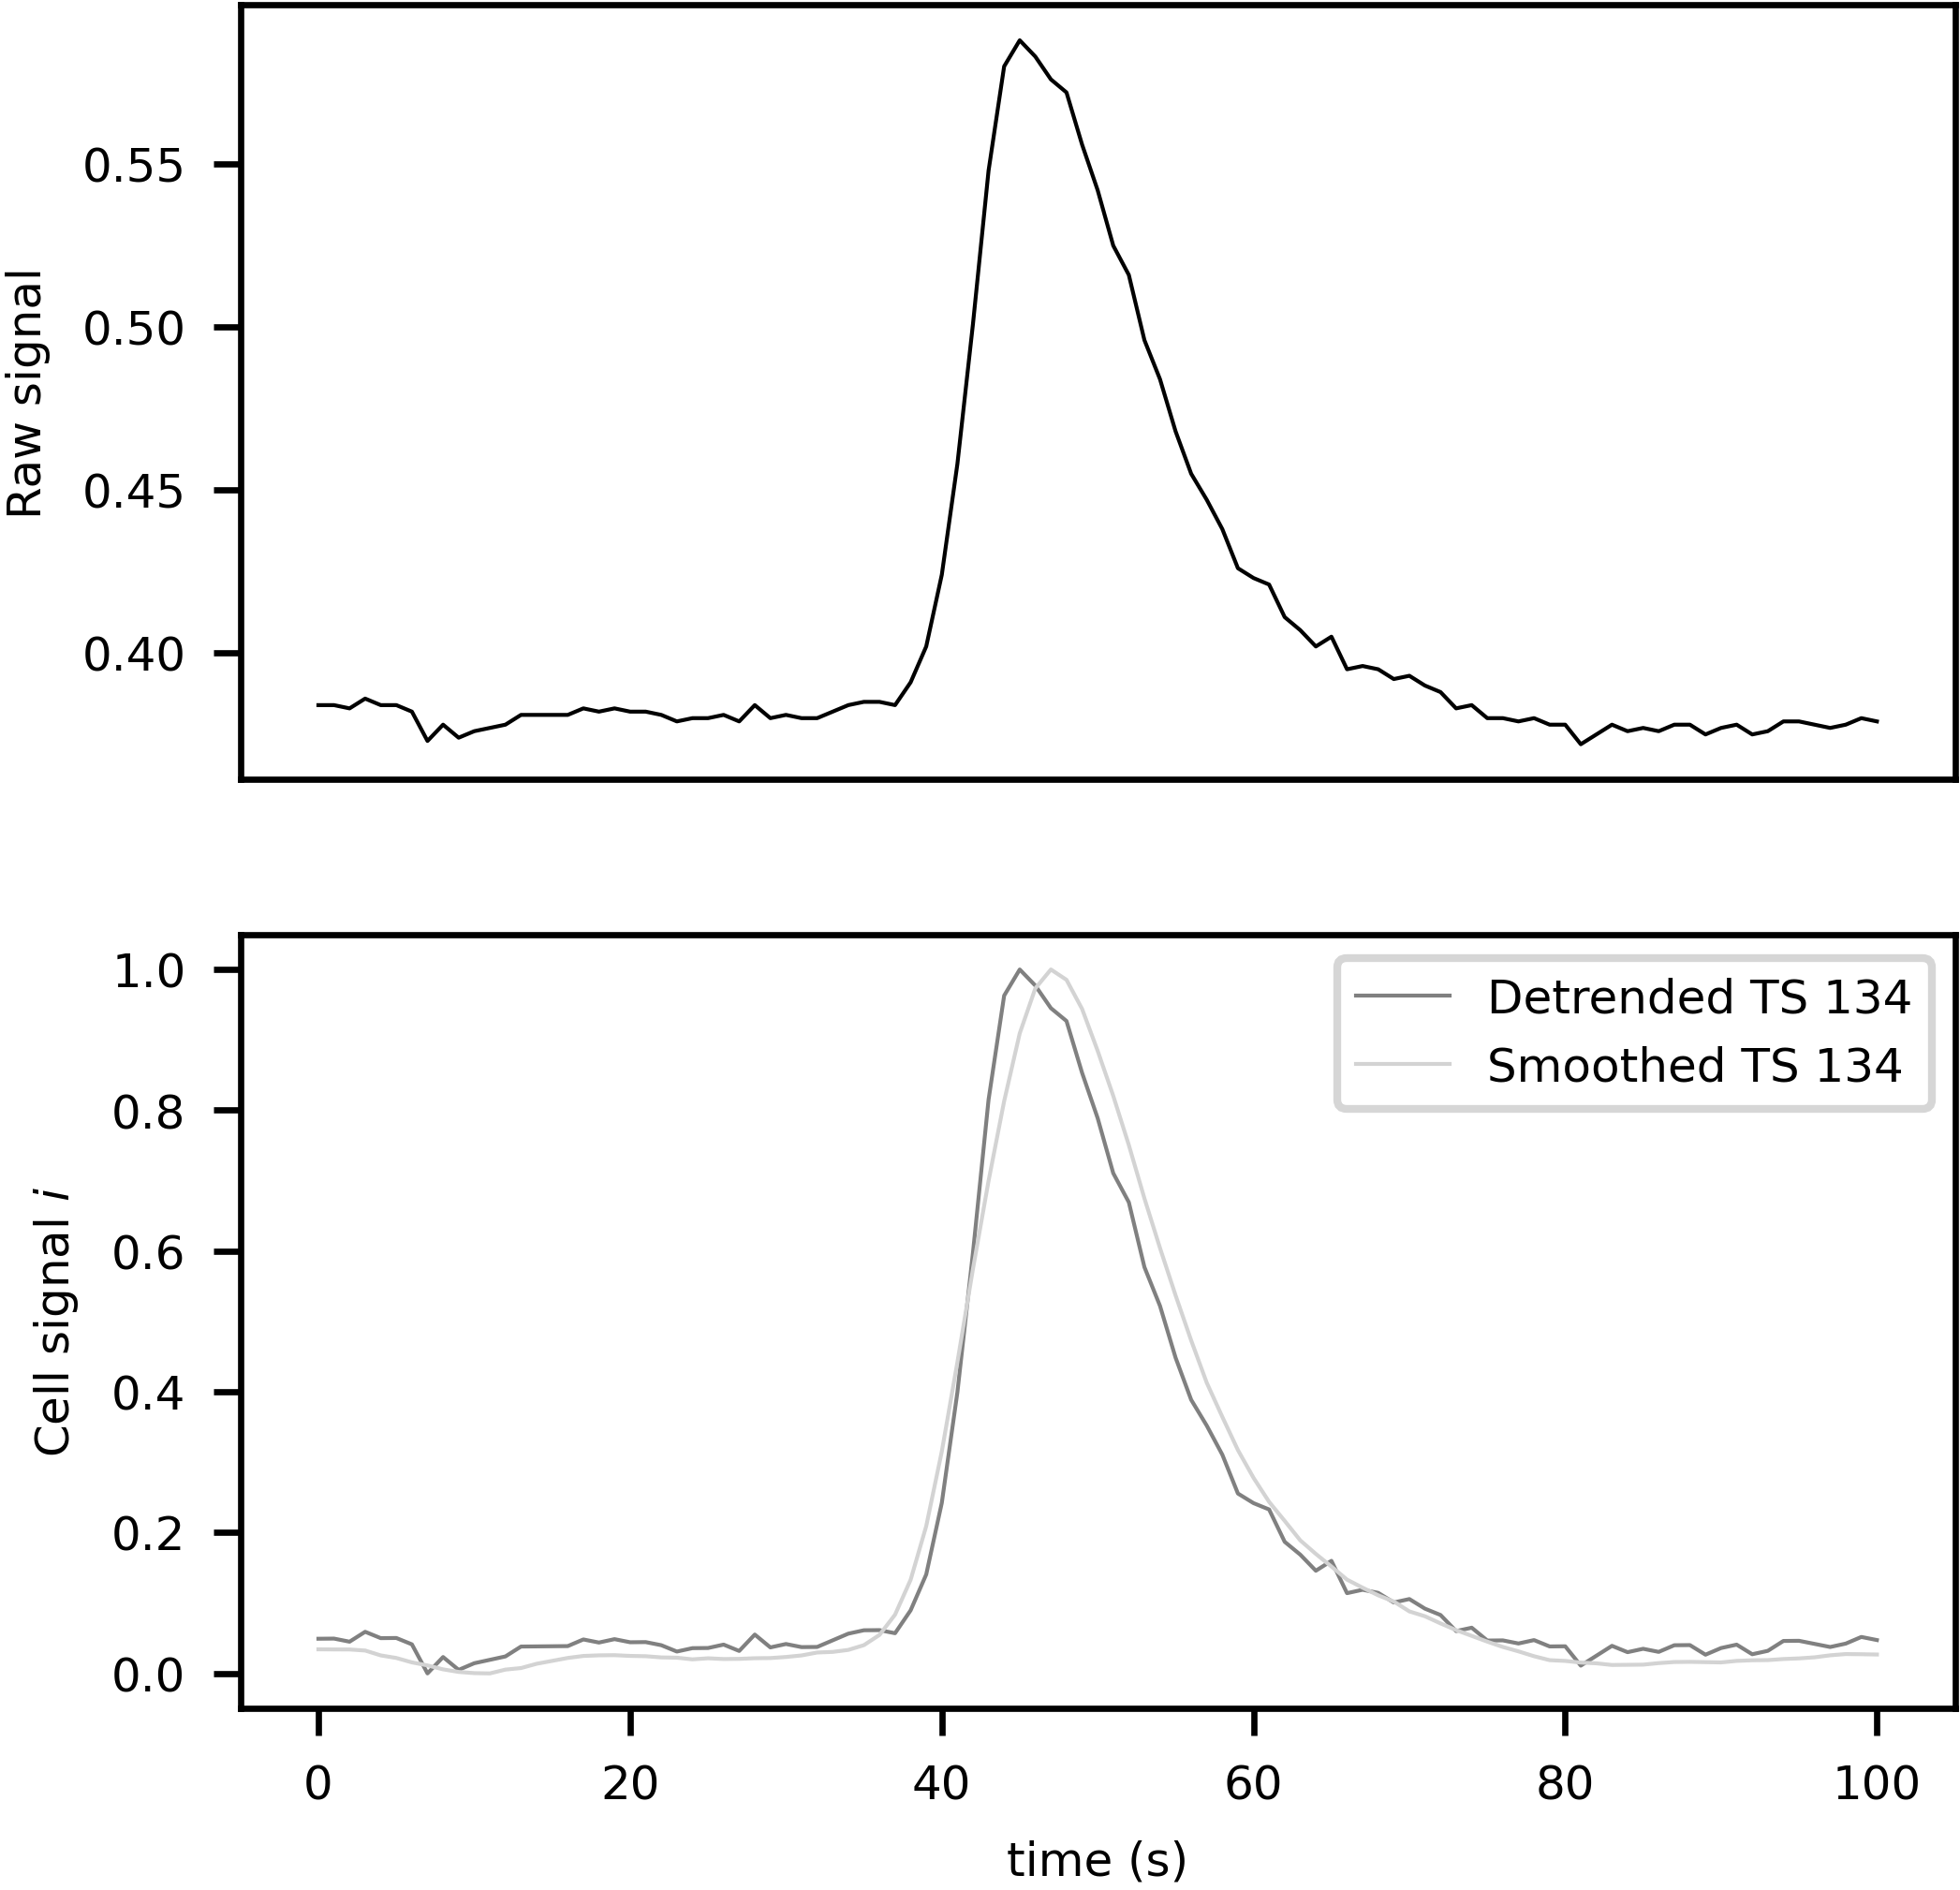 Raw signal
0.55
0.50
0.45
0.40
Cell signal i
1.0
0.8
0.6
0.4
0.2
0.0
Detrended TS 134
Smoothed TS 134
0 20 40 60 80 100
time (s)